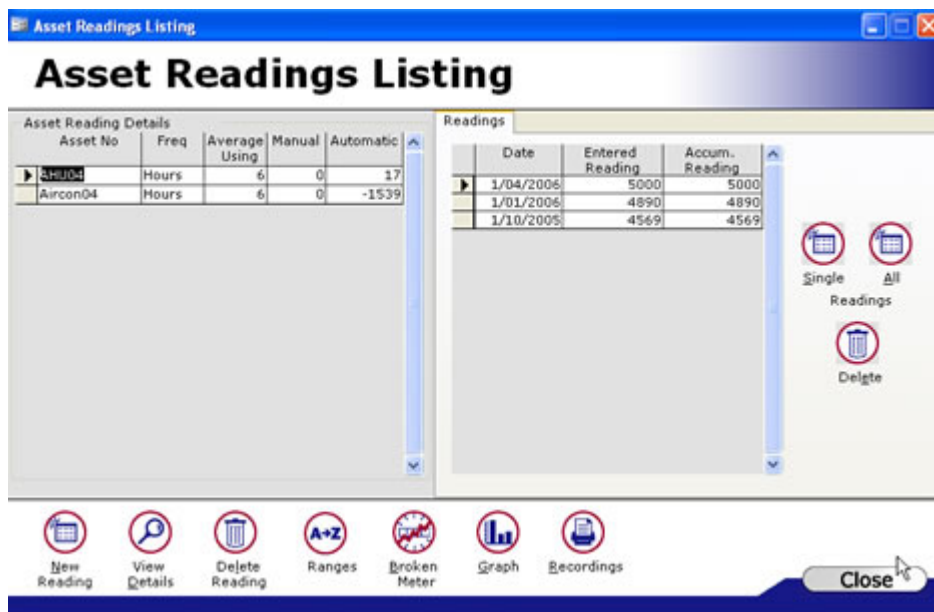 Asset Readings Listing
Asset Readings Listing
Asset Reading Details
Asset No Freq Average Using Manual Automatic
AHU04 Hours 6 0 17
Aircon04 Hours 6 0 -1539
Readings
Date Entered Reading Accum. Reading
1/04/2006 5000 5000
1/01/2006 4890 4890
1/10/2005 4569 4569
Single All
Readings
Delete
A→Z
New Reading
View Details
Delete Reading
Ranges
Broken Meter
Graph
Recordings
Close